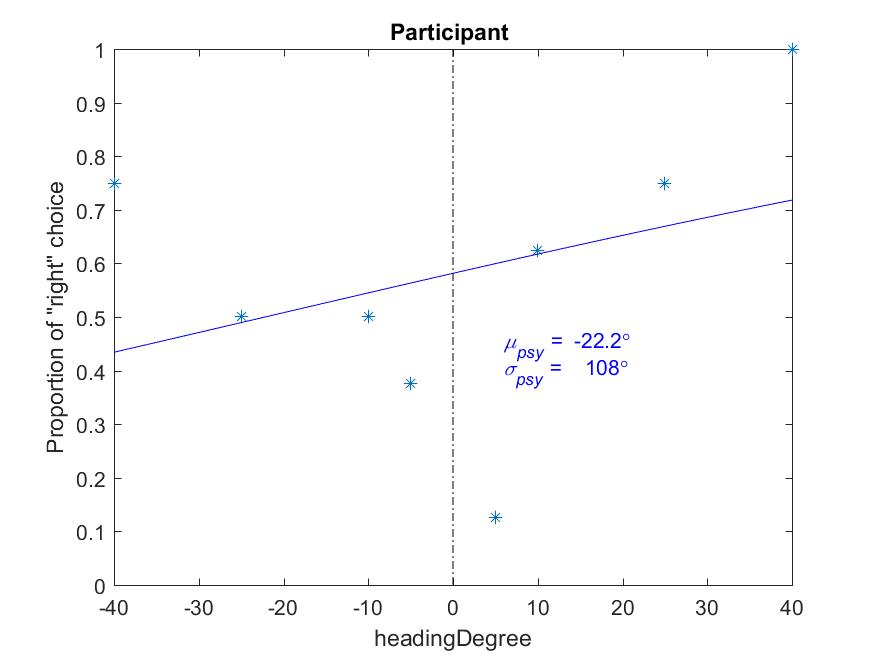 Participant
1
0.9
0.8
0.7
0.6
0.5
0.4
0.3
0.2
0.1
0
Proportion of "right" choice
μpsy = -22.2°
σpsy = 108°
-40 -30 -20 -10 0 10 20 30 40
headingDegree